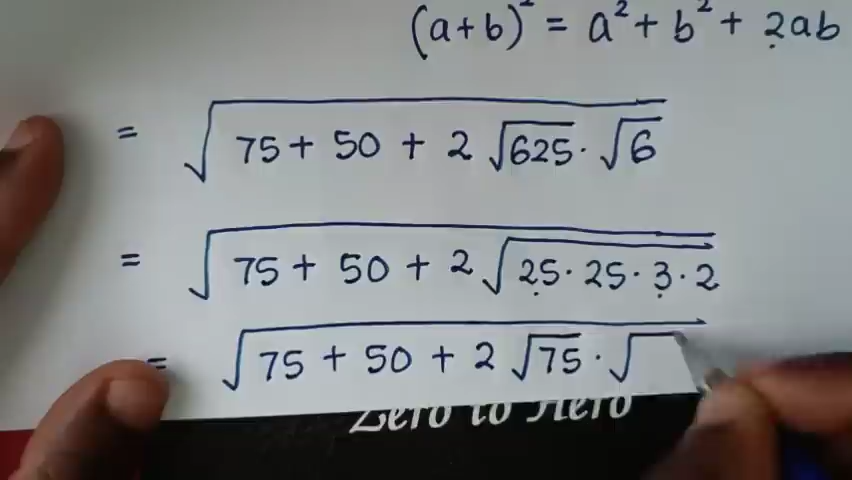 (a+b)² = a² + b² + 2ab
= √(75 + 50 + 2 √625 · √6)
= √(75 + 50 + 2 √(25 · 25 · 3 · 2))
= √(75 + 50 + 2 √75 · √
Zero to Hero